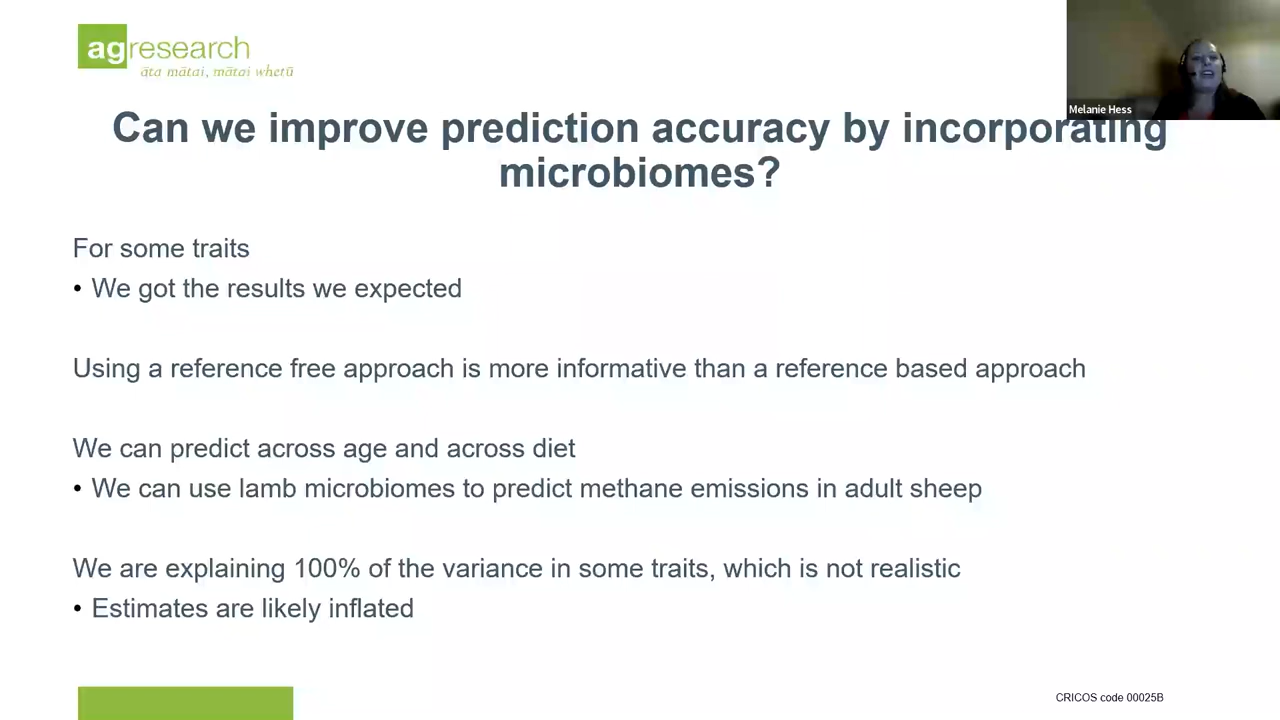 agresearch
āta mātai, mātai whetū
Melanie Hess
Can we improve prediction accuracy by incorporating
microbiomes?
For some traits
• We got the results we expected
Using a reference free approach is more informative than a reference based approach
We can predict across age and across diet
• We can use lamb microbiomes to predict methane emissions in adult sheep
We are explaining 100% of the variance in some traits, which is not realistic
• Estimates are likely inflated
CRICOS code 00025B